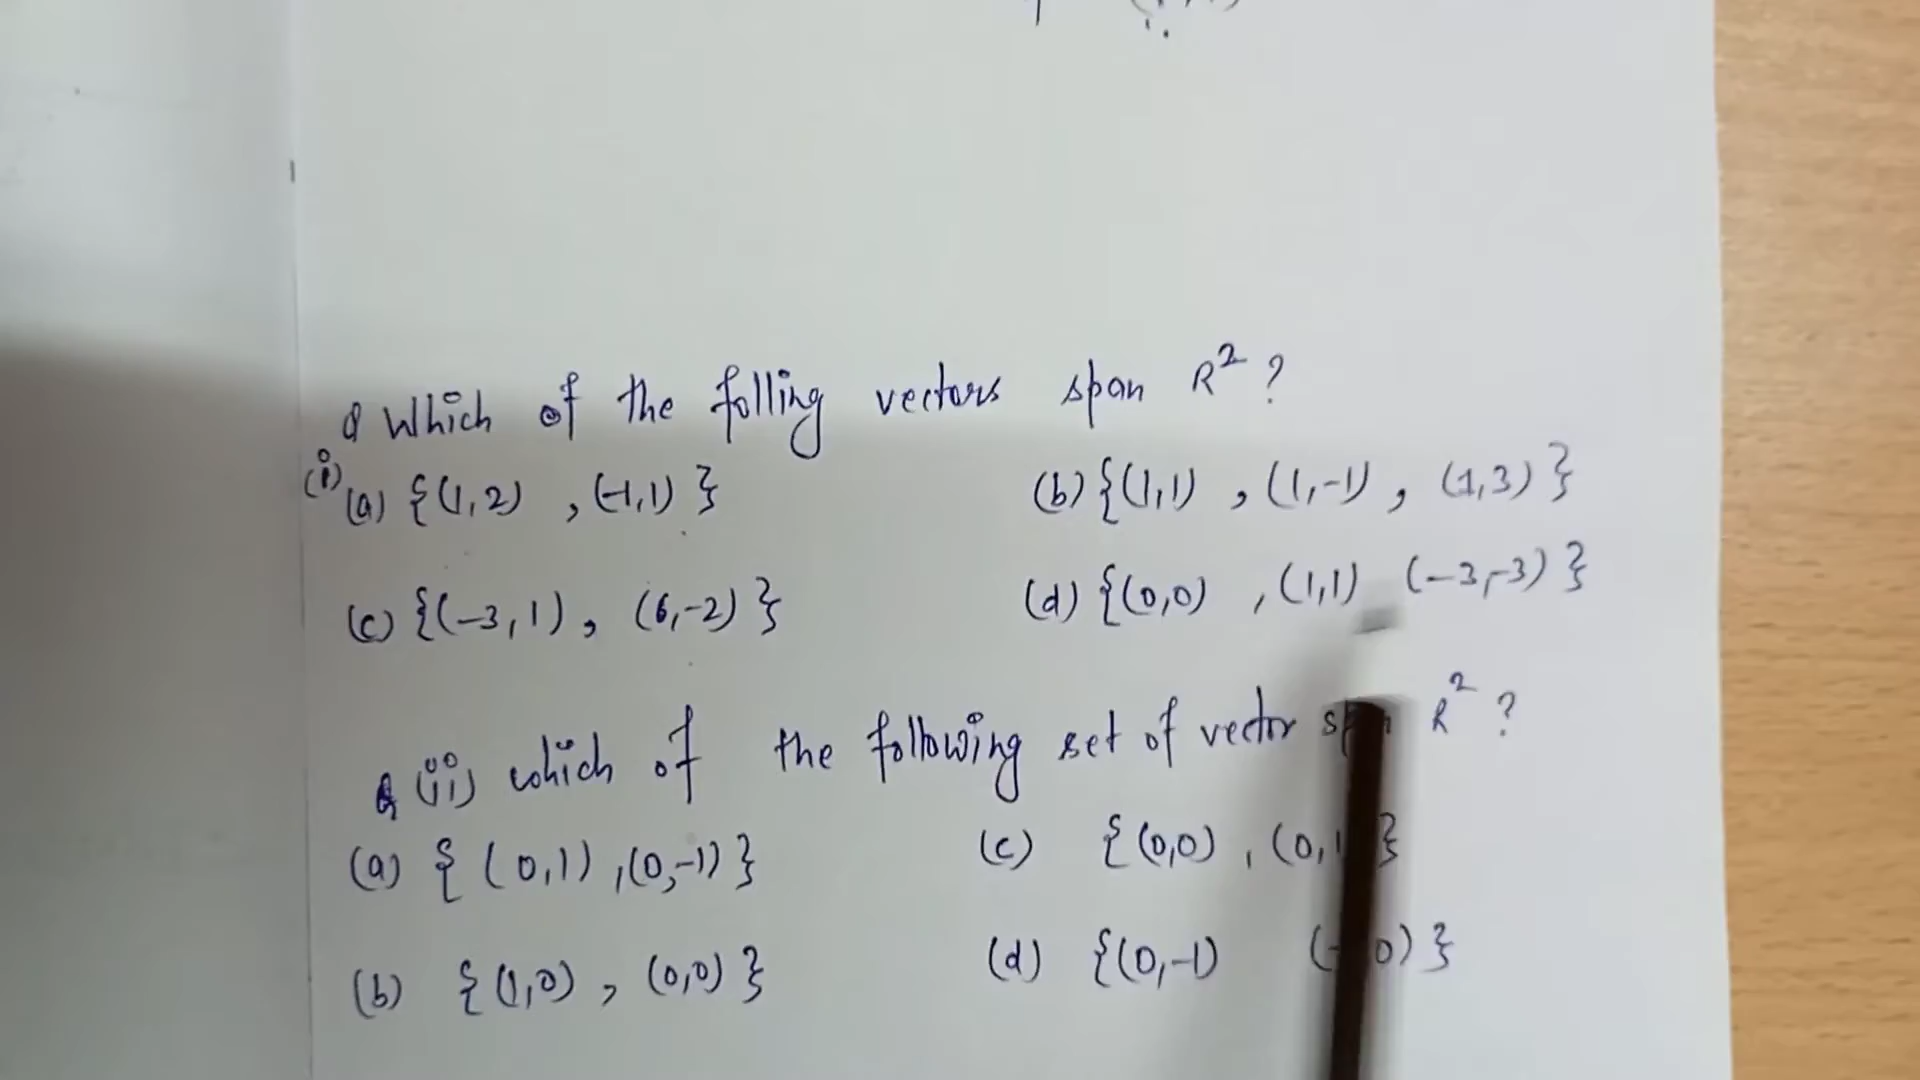 Q Which of the folling vectors span R² ?
(i) (a) {(1,2) , (-1,1) } (b) {(1,1) , (1,-1) , (1,3) }
(c) {(-3,1) , (6,-2) } (d) {(0,0) , (1,1) (-3,-3) }
Q (ii) which of the following set of vector R² ?
(a) { (0,1) , (0,-1) } (c) { (0,0) , (0, }
(b) { (1,0) , (0,0) } (d) {(0,-1) (- 0) }